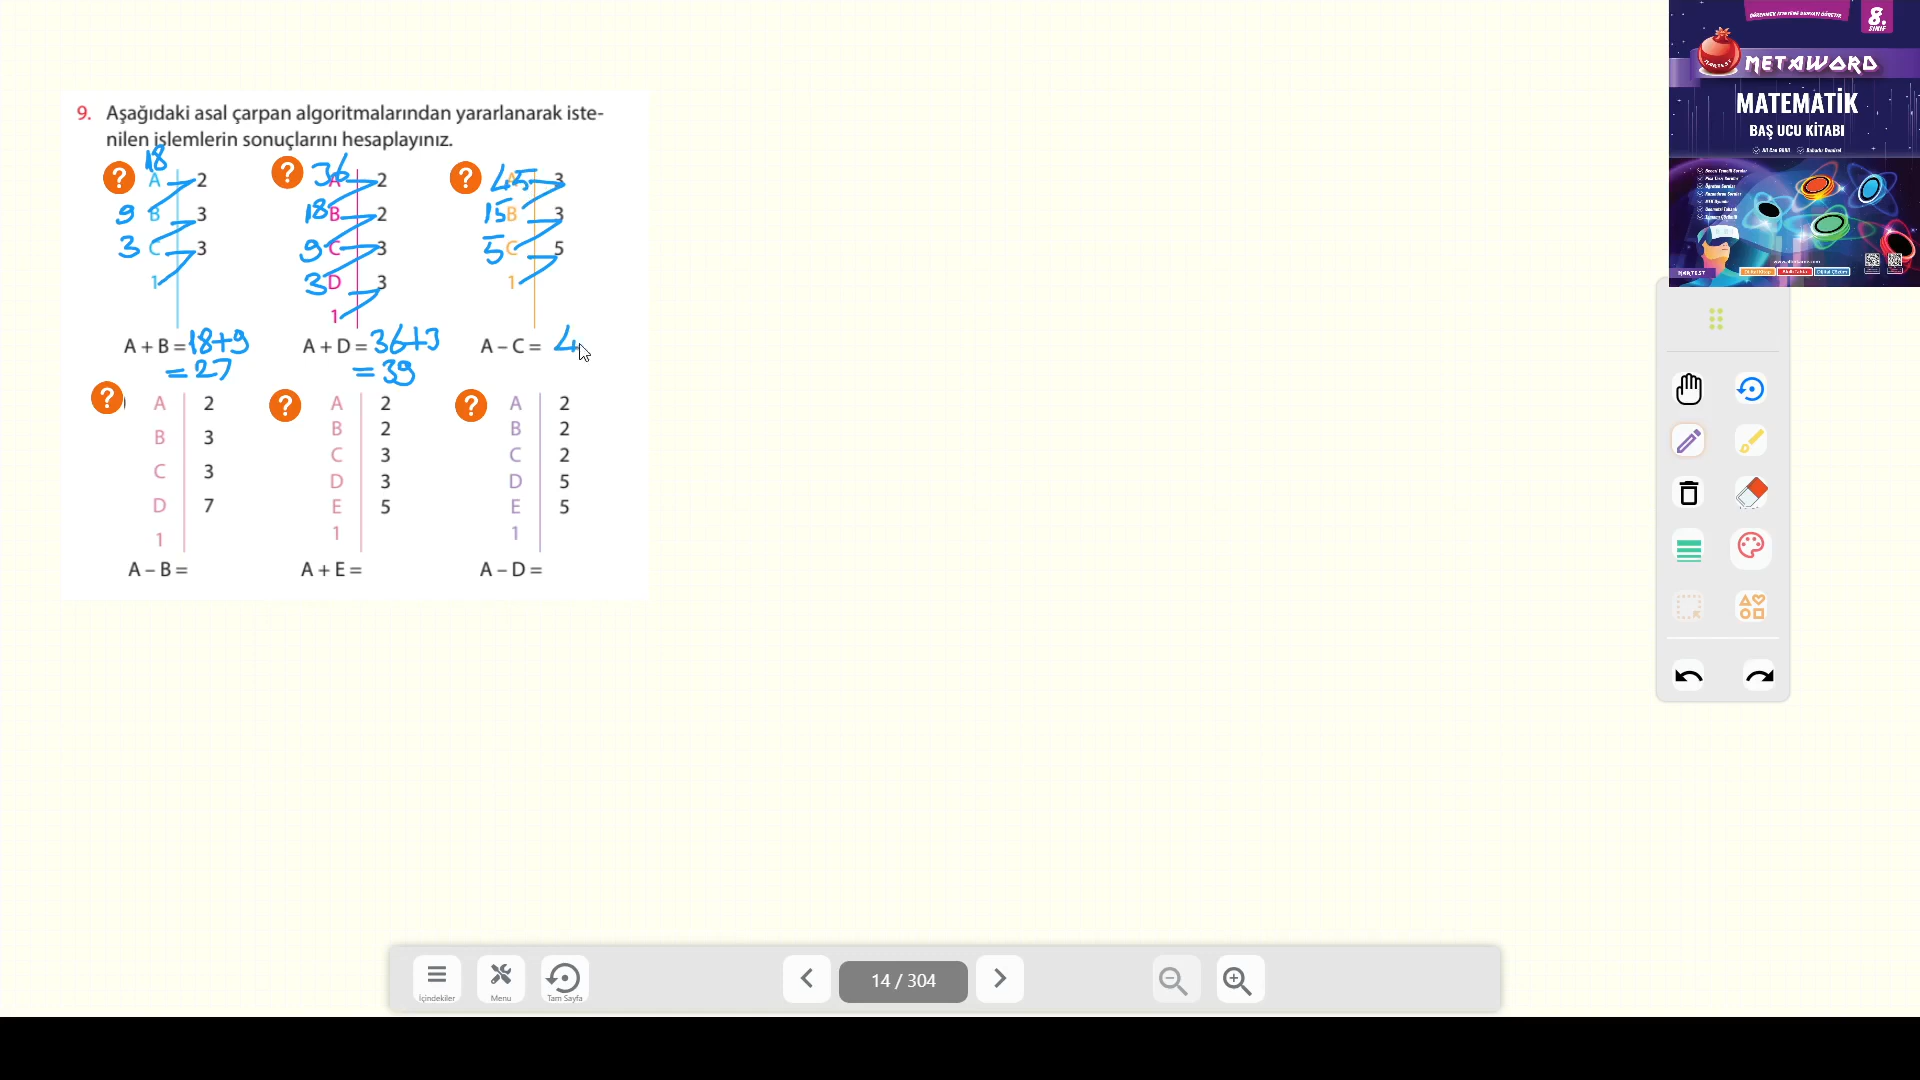 9. Aşağıdaki asal çarpan algoritmalarından yararlanarak iste-
nilen işlemlerin sonuçlarını hesaplayınız.
? 18 A 2
9 B 3
3 C 3
1
A + B = 18+9
= 27
? 36 A 2
18 B 2
9 C 3
3 D 3
1
A + D = 36+3
= 39
? 45 A 3
15 B 3
5 C 5
1
A – C = 4
? A 2
B 3
C 3
D 7
1
A – B =
? A 2
B 2
C 3
D 3
E 5
1
A + E =
? A 2
B 2
C 2
D 5
E 5
1
A – D =
8.
SINIF
NARTEST
METAWORD
MATEMATİK
BAŞ UCU KİTABI
NARTEST
İçindekiler
Menu
Tam Sayfa
14 / 304